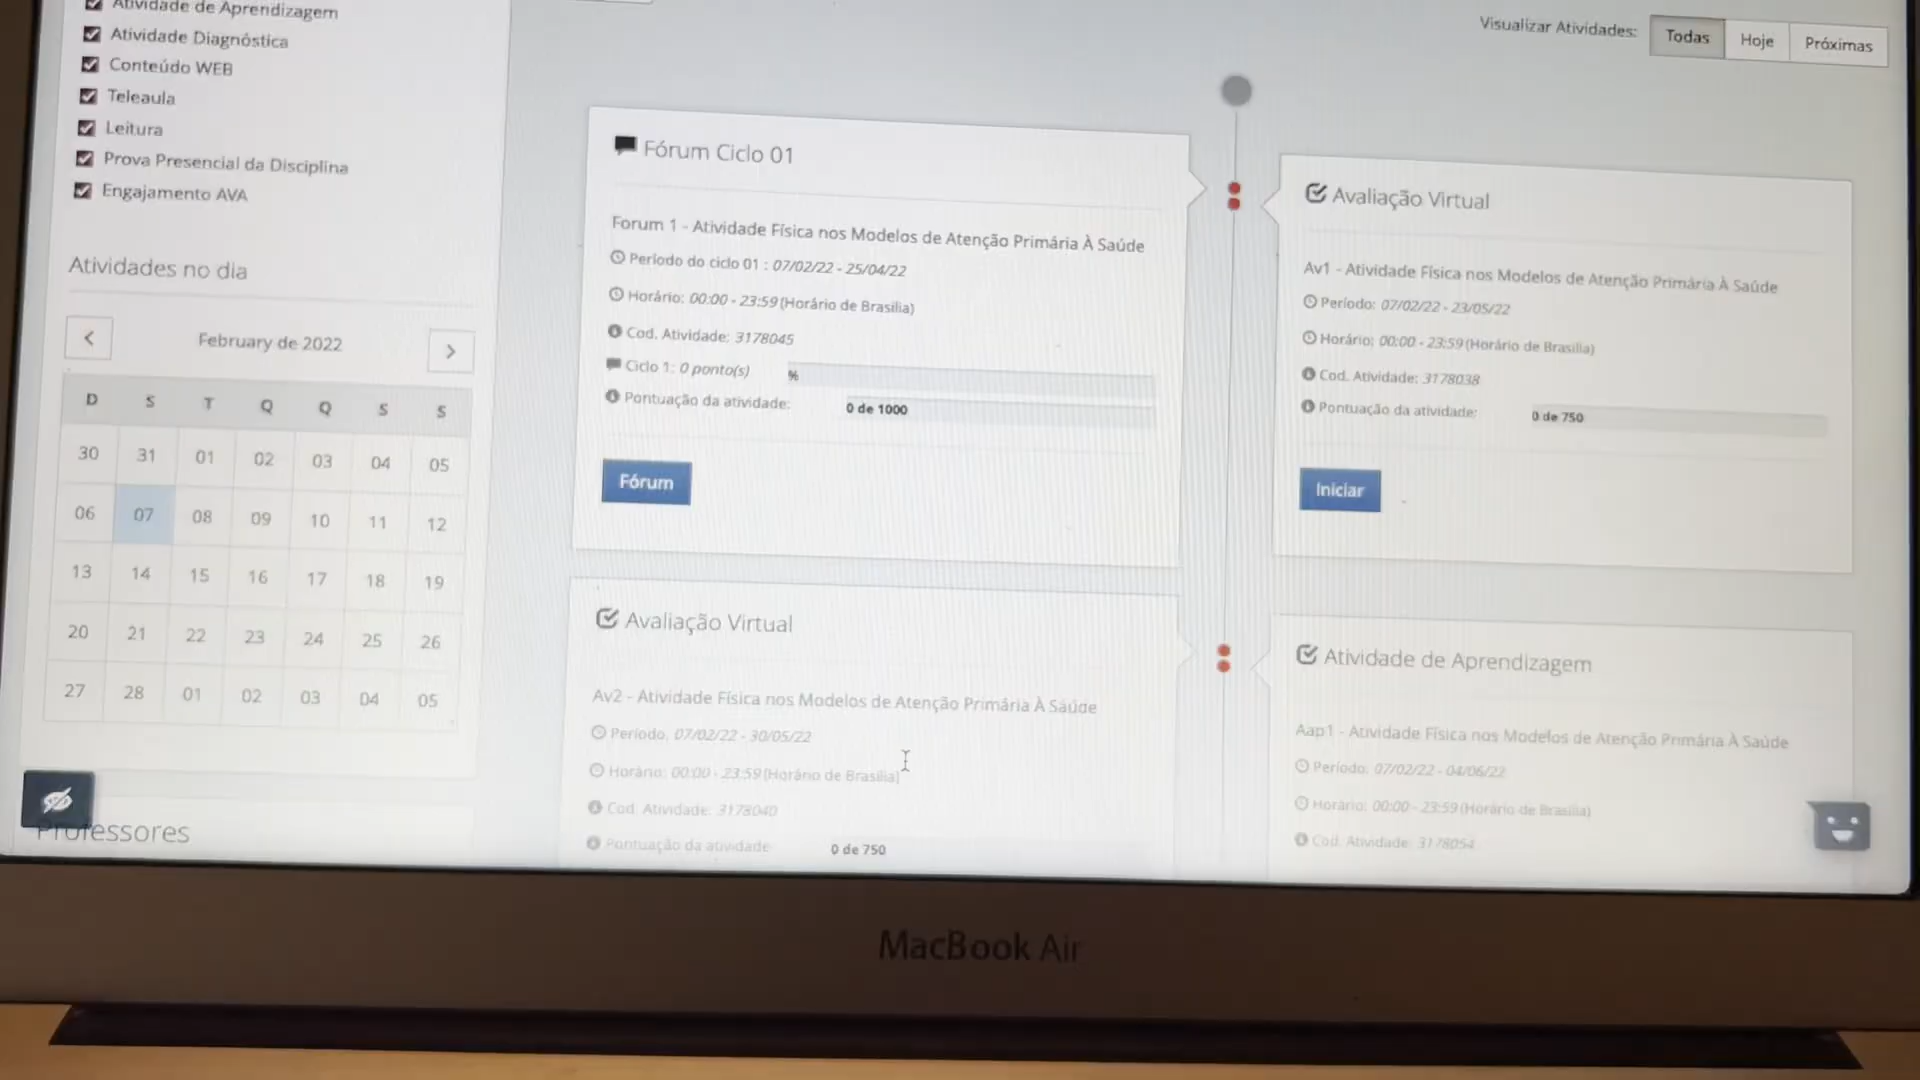 Atividade de Aprendizagem
Atividade Diagnóstica
Conteúdo WEB
Teleaula
Leitura
Prova Presencial da Disciplina
Engajamento AVA
Atividades no dia
February de 2022
D S T Q Q S S
30 31 01 02 03 04 05
06 07 08 09 10 11 12
13 14 15 16 17 18 19
20 21 22 23 24 25 26
27 28 01 02 03 04 05
Professores
Visualizar Atividades: Todas Hoje Próximas
Fórum Ciclo 01
Forum 1 - Atividade Física nos Modelos de Atenção Primária À Saúde
Período do ciclo 01 : 07/02/22 - 25/04/22
Horário: 00:00 - 23:59 (Horário de Brasilia)
Cod. Atividade: 3178045
Ciclo 1: 0 ponto(s) %
Pontuação da atividade: 0 de 1000
Fórum
Avaliação Virtual
Av1 - Atividade Física nos Modelos de Atenção Primária À Saúde
Período: 07/02/22 - 23/05/22
Horário: 00:00 - 23:59 (Horário de Brasilia)
Cod. Atividade: 3178038
Pontuação da atividade: 0 de 750
Iniciar
Avaliação Virtual
Av2 - Atividade Física nos Modelos de Atenção Primária À Saúde
Período: 07/02/22 - 30/05/22
Horário: 00:00 - 23:59 (Horário de Brasilia)
Cod. Atividade: 3178040
Pontuação da atividade 0 de 750
Atividade de Aprendizagem
Aap1 - Atividade Física nos Modelos de Atenção Primária À Saúde
Período: 07/02/22 - 04/06/22
Horário: 00:00 - 23:59 (Horário de Brasilia)
Cod. Atividade: 3178054
MacBook Air